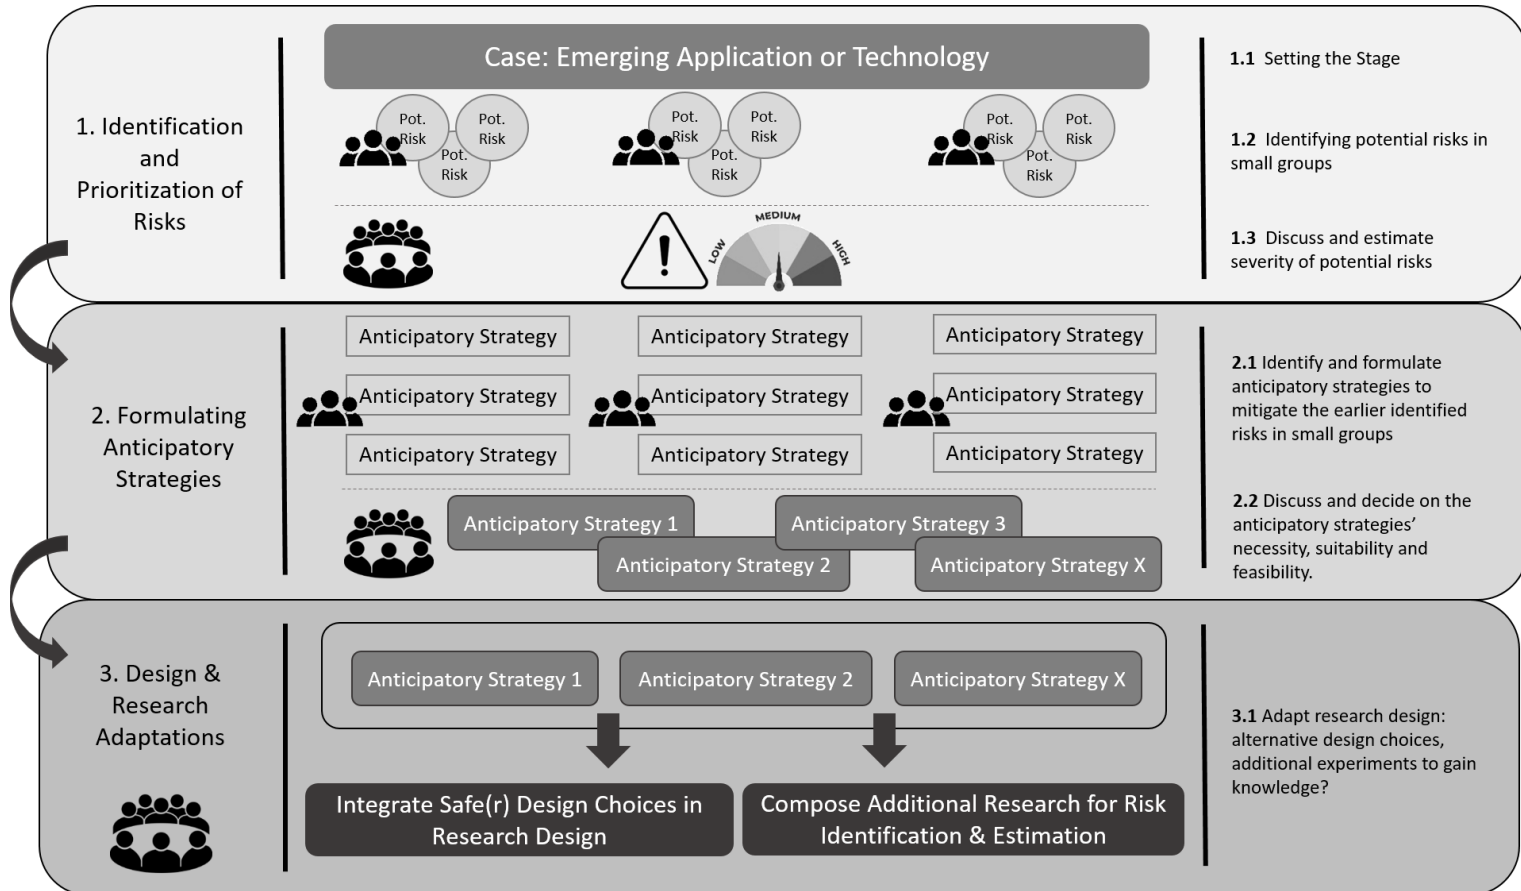 Case: Emerging Application or Technology
1. Identification
and
Prioritization of
Risks
Pot.
Risk
Pot.
Risk
Pot.
Risk
Pot.
Risk
Pot.
Risk
Pot.
Risk
Pot.
Risk
Pot.
Risk
Pot.
Risk
LOW
MEDIUM
HIGH
1.1 Setting the Stage
1.2 Identifying potential risks in
small groups
1.3 Discuss and estimate
severity of potential risks
2. Formulating
Anticipatory
Strategies
Anticipatory Strategy
Anticipatory Strategy
Anticipatory Strategy
Anticipatory Strategy
Anticipatory Strategy
Anticipatory Strategy
Anticipatory Strategy
Anticipatory Strategy
Anticipatory Strategy
Anticipatory Strategy 1
Anticipatory Strategy 2
Anticipatory Strategy 3
Anticipatory Strategy X
2.1 Identify and formulate
anticipatory strategies to
mitigate the earlier identified
risks in small groups
2.2 Discuss and decide on the
anticipatory strategies’
necessity, suitability and
feasibility.
3. Design &
Research
Adaptations
Anticipatory Strategy 1
Anticipatory Strategy 2
Anticipatory Strategy X
Integrate Safe(r) Design Choices in
Research Design
Compose Additional Research for Risk
Identification & Estimation
3.1 Adapt research design:
alternative design choices,
additional experiments to gain
knowledge?